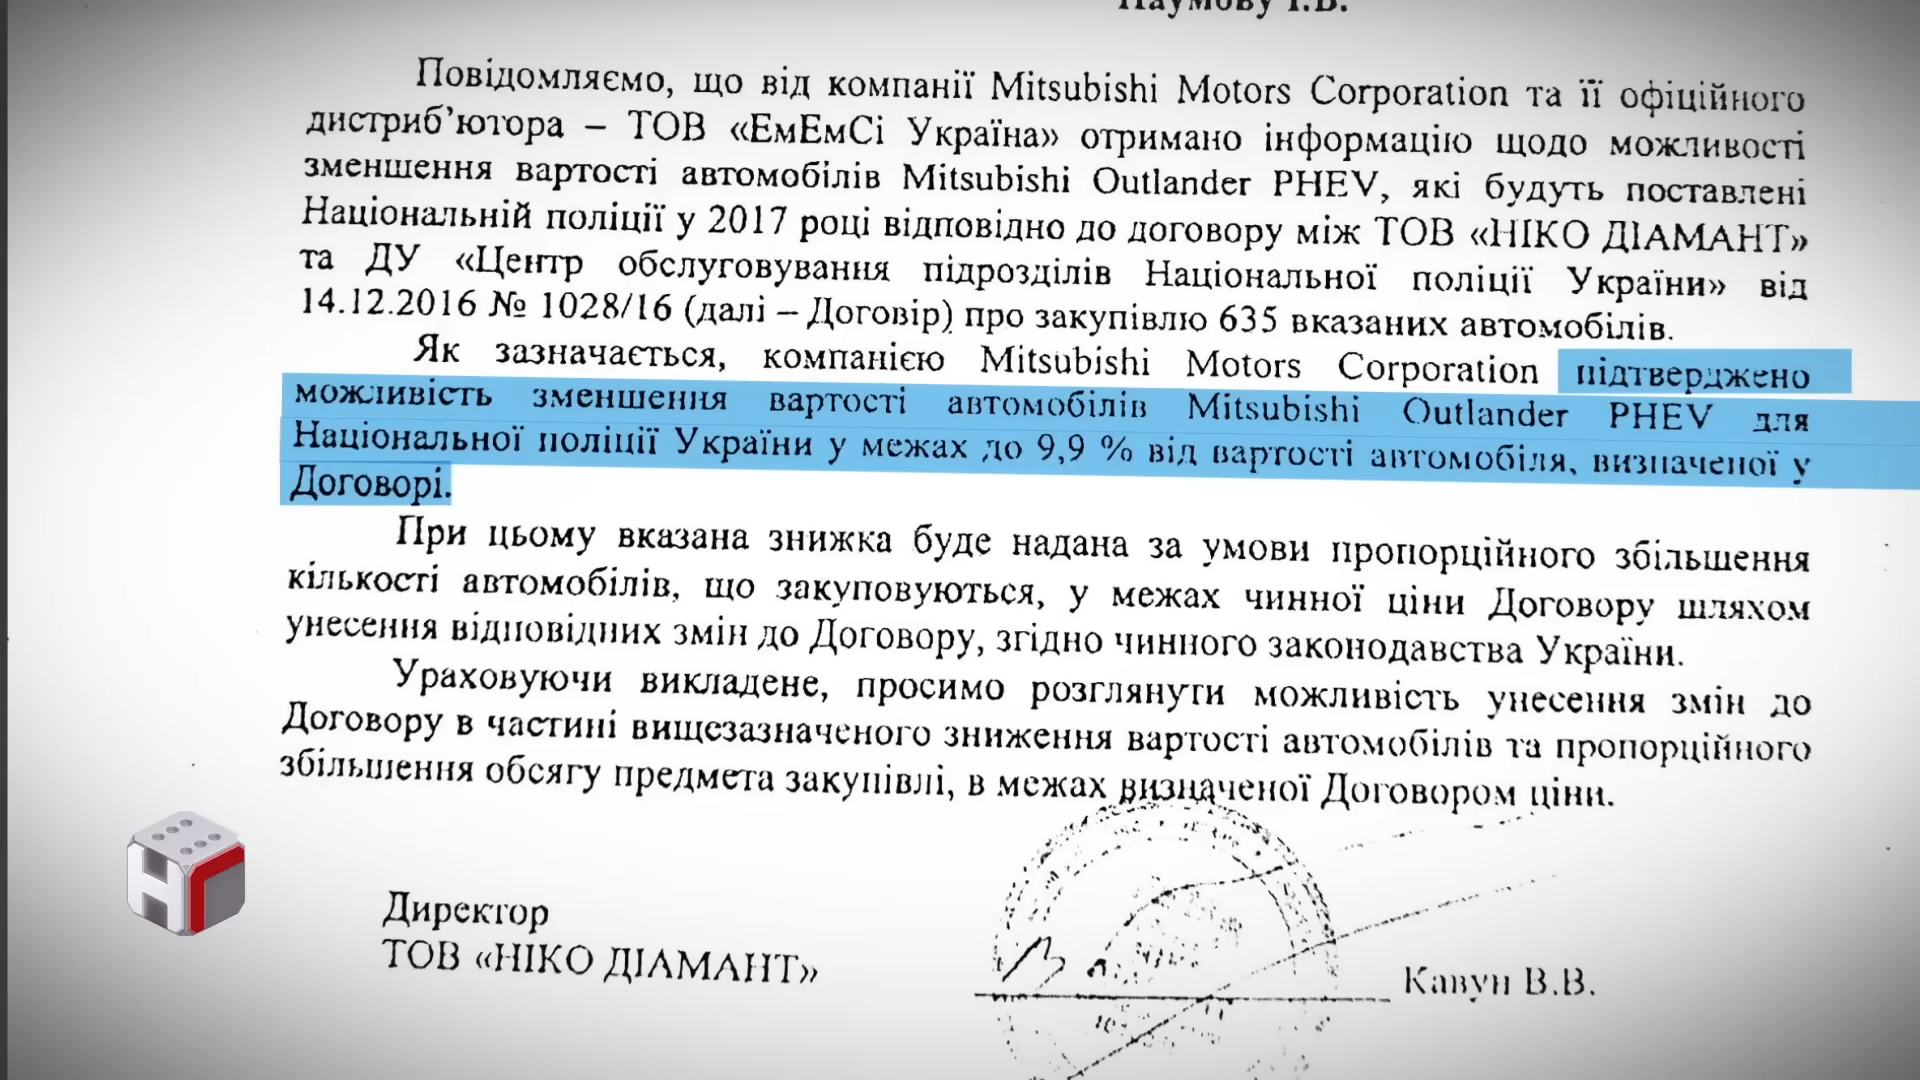 Наумову І.В.
Повідомляємо, що від компанії Mitsubishi Motors Corporation та її офіційного
дистриб’ютора – ТОВ «ЕмЕмСі Україна» отримано інформацію щодо можливості
зменшення вартості автомобілів Mitsubishi Outlander PHEV, які будуть поставлені
Національній поліції у 2017 році відповідно до договору між ТОВ «НІКО ДІАМАНТ»
та ДУ «Центр обслуговування підрозділів Національної поліції України» від
14.12.2016 № 1028/16 (далі – Договір) про закупівлю 635 вказаних автомобілів.
Як зазначається, компанією Mitsubishi Motors Corporation підтверджено
можливість зменшення вартості автомобілів Mitsubishi Outlander PHEV для
Національної поліції України у межах до 9,9 % від вартості автомобіля, визначеної у
Договорі.
При цьому вказана знижка буде надана за умови пропорційного збільшення
кількості автомобілів, що закуповуються, у межах чинної ціни Договору шляхом
унесення відповідних змін до Договору, згідно чинного законодавства України.
Ураховуючи викладене, просимо розглянути можливість унесення змін до
Договору в частині вищезазначеного зниження вартості автомобілів та пропорційного
збільшення обсягу предмета закупівлі, в межах визначеної Договором ціни.
Директор
ТОВ «НІКО ДІАМАНТ»
Кавун В.В.